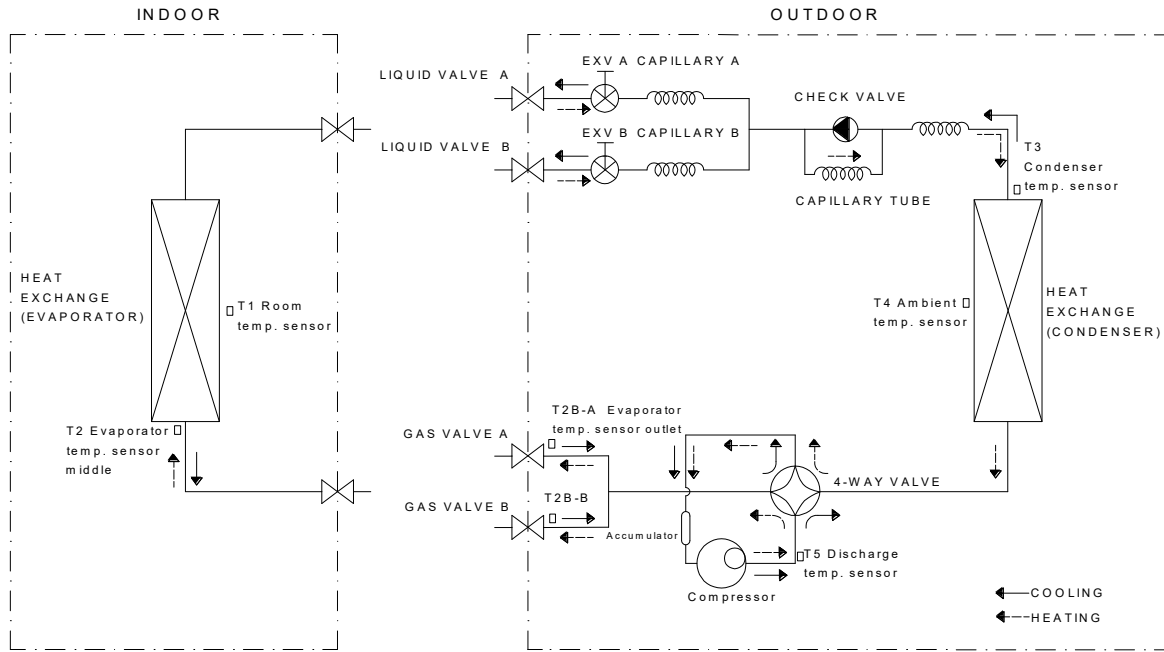 INDOOR
OUTDOOR
LIQUID VALVE A
EXV A CAPILLARY A
CHECK VALVE
LIQUID VALVE B
EXV B CAPILLARY B
T3
Condenser
temp. sensor
CAPILLARY TUBE
HEAT
EXCHANGE
(EVAPORATOR)
T1 Room
temp. sensor
T4 Ambient
temp. sensor
HEAT
EXCHANGE
(CONDENSER)
T2 Evaporator
temp. sensor
middle
GAS VALVE A
T2B-A Evaporator
temp. sensor outlet
4-WAY VALVE
GAS VALVE B
T2B-B
Accumulator
T5 Discharge
temp. sensor
Compressor
COOLING
HEATING